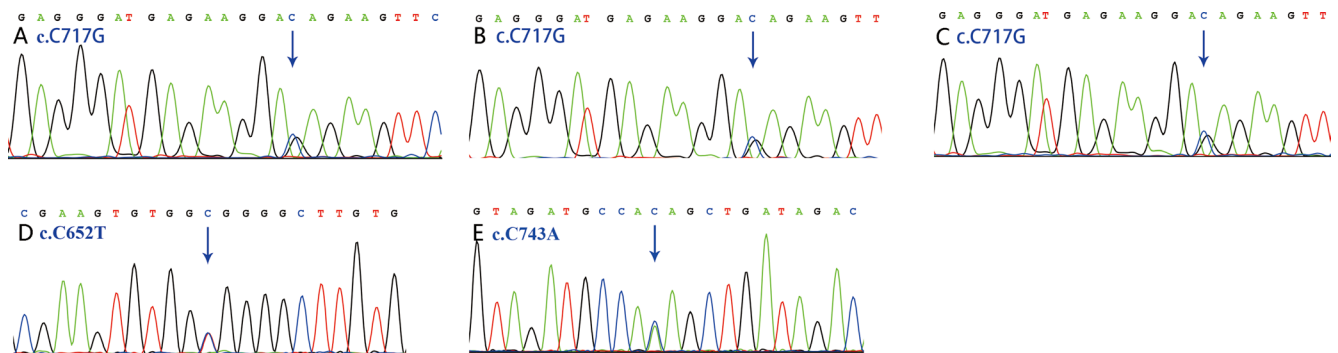 G A G G G A T G A G A A G G A C A G A A G T T C
A c.C717G
G A G G G A T G A G A A G G A C A G A A G T T
B c.C717G
G A G G G A T G A G A A G G A C A G A A G T T
C c.C717G
C G A A G T G T G G C G G G G C T T G T G
D c.C652T
G T A G A T G C C A C A G C T G A T A G A C
E c.C743A